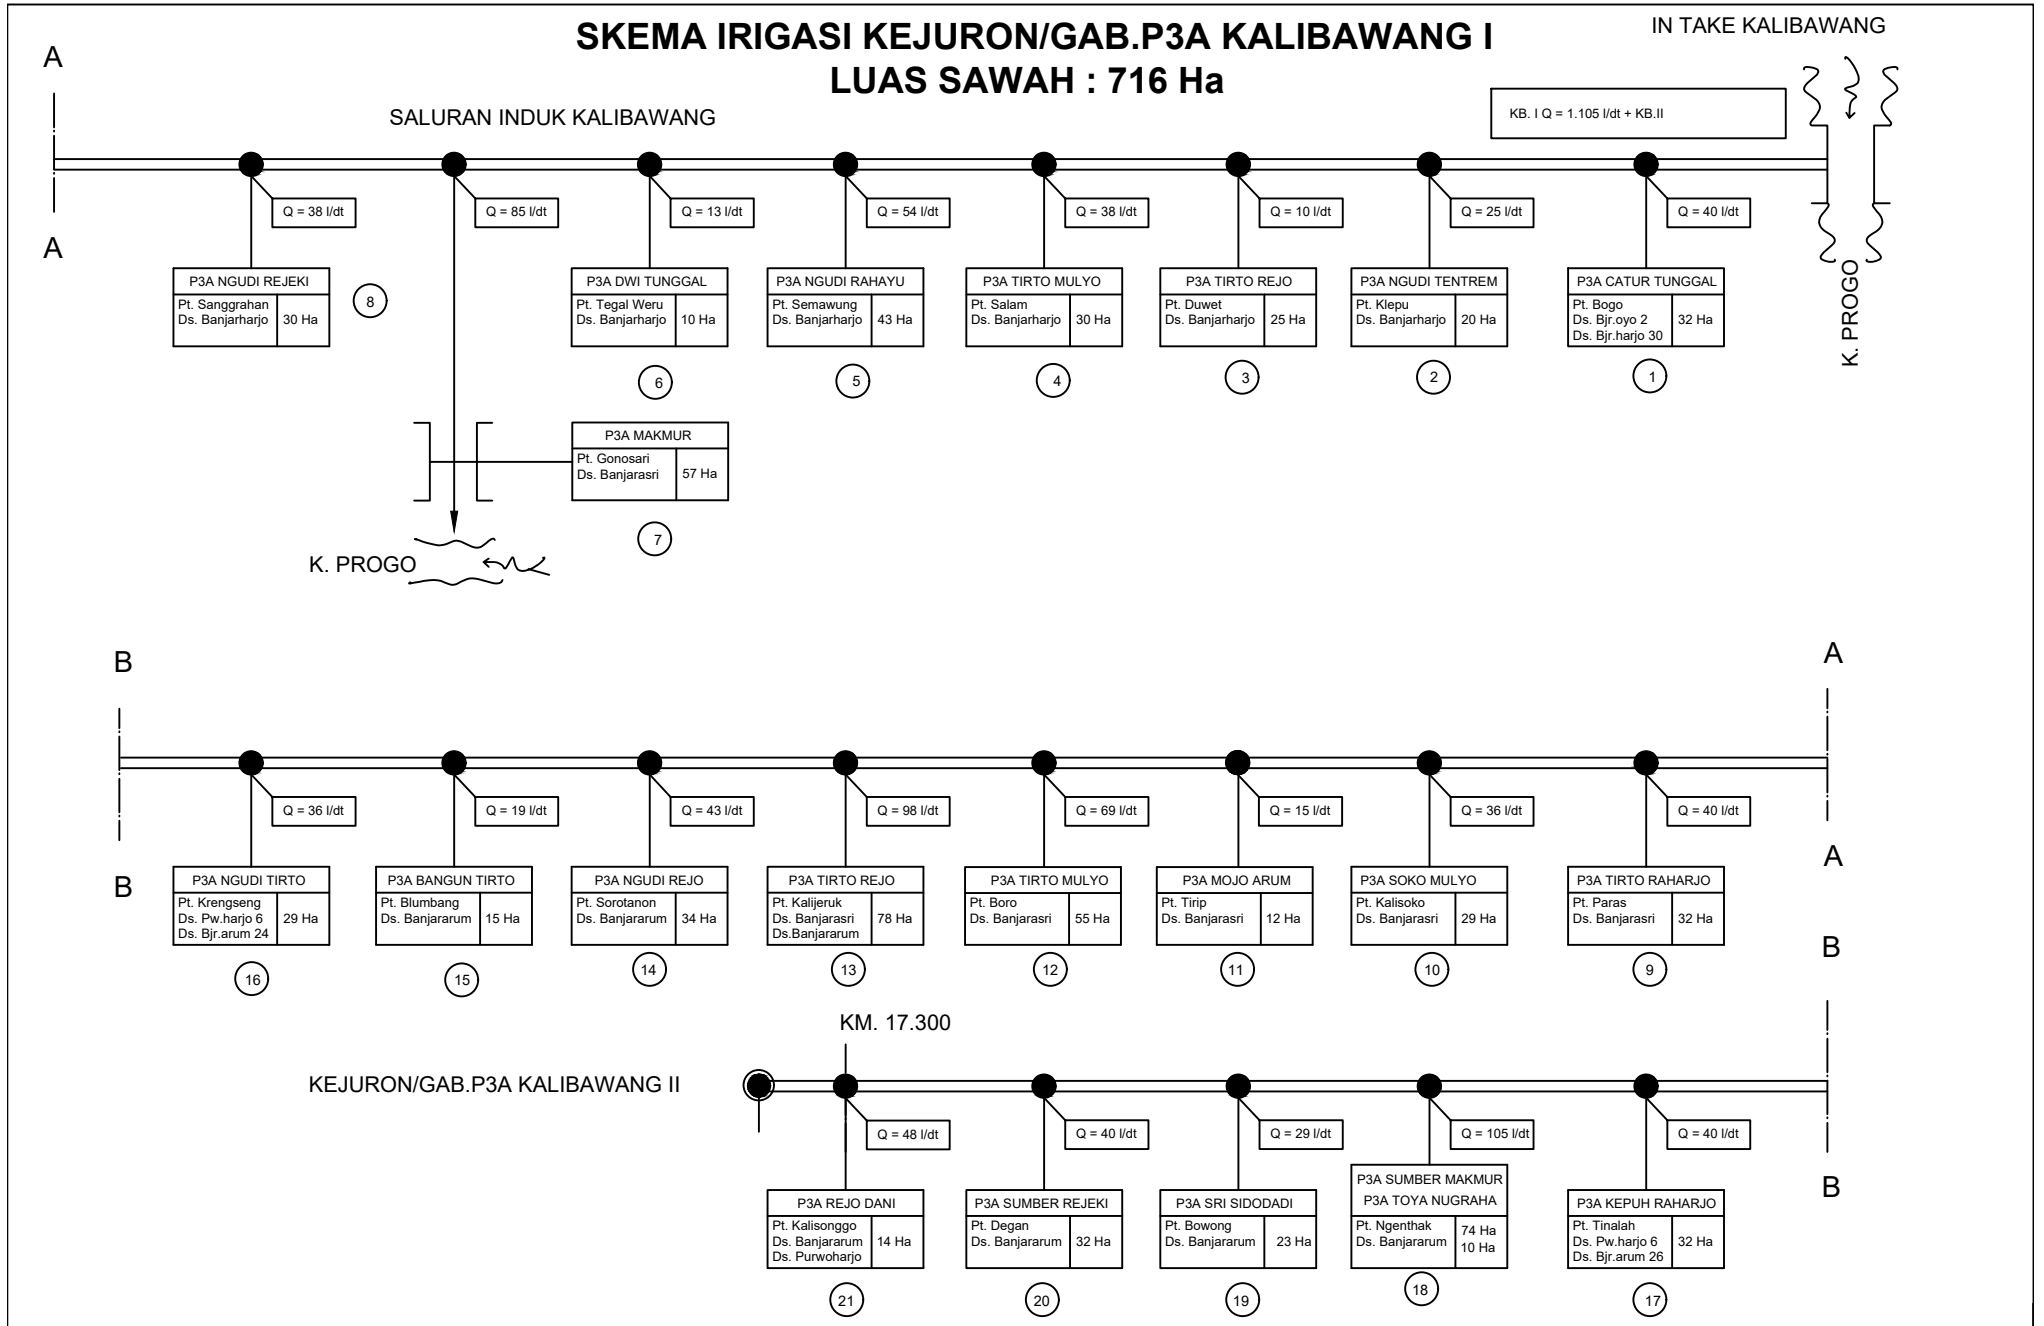 SKEMA IRIGASI KEJURON/GAB.P3A KALIBAWANG I
LUAS SAWAH : 716 Ha
IN TAKE KALIBAWANG
A
SALURAN INDUK KALIBAWANG
KB. I Q = 1.105 l/dt + KB.II
Q = 38 l/dt
Q = 85 l/dt
Q = 13 l/dt
Q = 54 l/dt
Q = 38 l/dt
Q = 10 l/dt
Q = 25 l/dt
Q = 40 l/dt
A
K. PROGO
P3A NGUDI REJEKI
Pt. Sanggrahan
Ds. Banjarharjo
30 Ha
8
P3A DWI TUNGGAL
Pt. Tegal Weru
Ds. Banjarharjo
10 Ha
6
P3A NGUDI RAHAYU
Pt. Semawung
Ds. Banjarharjo
43 Ha
5
P3A TIRTO MULYO
Pt. Salam
Ds. Banjarharjo
30 Ha
4
P3A TIRTO REJO
Pt. Duwet
Ds. Banjarharjo
25 Ha
3
P3A NGUDI TENTREM
Pt. Klepu
Ds. Banjarharjo
20 Ha
2
P3A CATUR TUNGGAL
Pt. Bogo
Ds. Bjr.oyo 2
Ds. Bjr.harjo 30
32 Ha
1
P3A MAKMUR
Pt. Gonosari
Ds. Banjarasri
57 Ha
7
K. PROGO
B
A
Q = 36 l/dt
Q = 19 l/dt
Q = 43 l/dt
Q = 98 l/dt
Q = 69 l/dt
Q = 15 l/dt
Q = 36 l/dt
Q = 40 l/dt
B
A
P3A NGUDI TIRTO
Pt. Krengseng
Ds. Pw.harjo 6
Ds. Bjr.arum 24
29 Ha
16
P3A BANGUN TIRTO
Pt. Blumbang
Ds. Banjararum
15 Ha
15
P3A NGUDI REJO
Pt. Sorotanon
Ds. Banjararum
34 Ha
14
P3A TIRTO REJO
Pt. Kalijeruk
Ds. Banjarasri
Ds.Banjararum
78 Ha
13
P3A TIRTO MULYO
Pt. Boro
Ds. Banjarasri
55 Ha
12
P3A MOJO ARUM
Pt. Tirip
Ds. Banjarasri
12 Ha
11
P3A SOKO MULYO
Pt. Kalisoko
Ds. Banjarasri
29 Ha
10
P3A TIRTO RAHARJO
Pt. Paras
Ds. Banjarasri
32 Ha
9
B
KM. 17.300
KEJURON/GAB.P3A KALIBAWANG II
Q = 48 l/dt
Q = 40 l/dt
Q = 29 l/dt
Q = 105 l/dt
Q = 40 l/dt
B
P3A REJO DANI
Pt. Kalisonggo
Ds. Banjararum
Ds. Purwoharjo
14 Ha
21
P3A SUMBER REJEKI
Pt. Degan
Ds. Banjararum
32 Ha
20
P3A SRI SIDODADI
Pt. Bowong
Ds. Banjararum
23 Ha
19
P3A SUMBER MAKMUR
P3A TOYA NUGRAHA
Pt. Ngenthak
Ds. Banjararum
74 Ha
10 Ha
18
P3A KEPUH RAHARJO
Pt. Tinalah
Ds. Pw.harjo 6
Ds. Bjr.arum 26
32 Ha
17